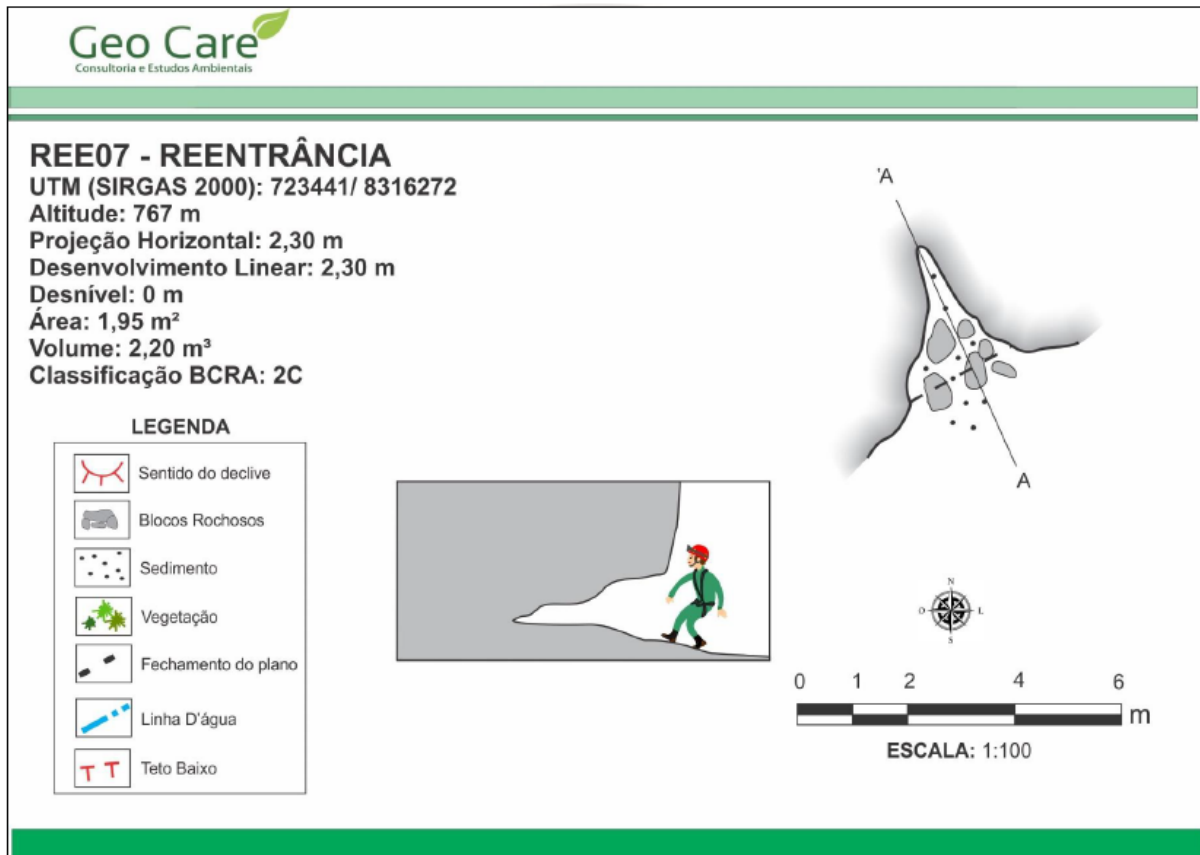 Geo Care
Consultoria e Estudos Ambientais
REE07 - REENTRÂNCIA
UTM (SIRGAS 2000): 723441/ 8316272
Altitude: 767 m
Projeção Horizontal: 2,30 m
Desenvolvimento Linear: 2,30 m
Desnível: 0 m
Área: 1,95 m²
Volume: 2,20 m³
Classificação BCRA: 2C
LEGENDA
Sentido do declive
Blocos Rochosos
Sedimento
Vegetação
Fechamento do plano
Linha D'água
Teto Baixo
'A
A
N
O L
S
0 1 2 4 6
m
ESCALA: 1:100